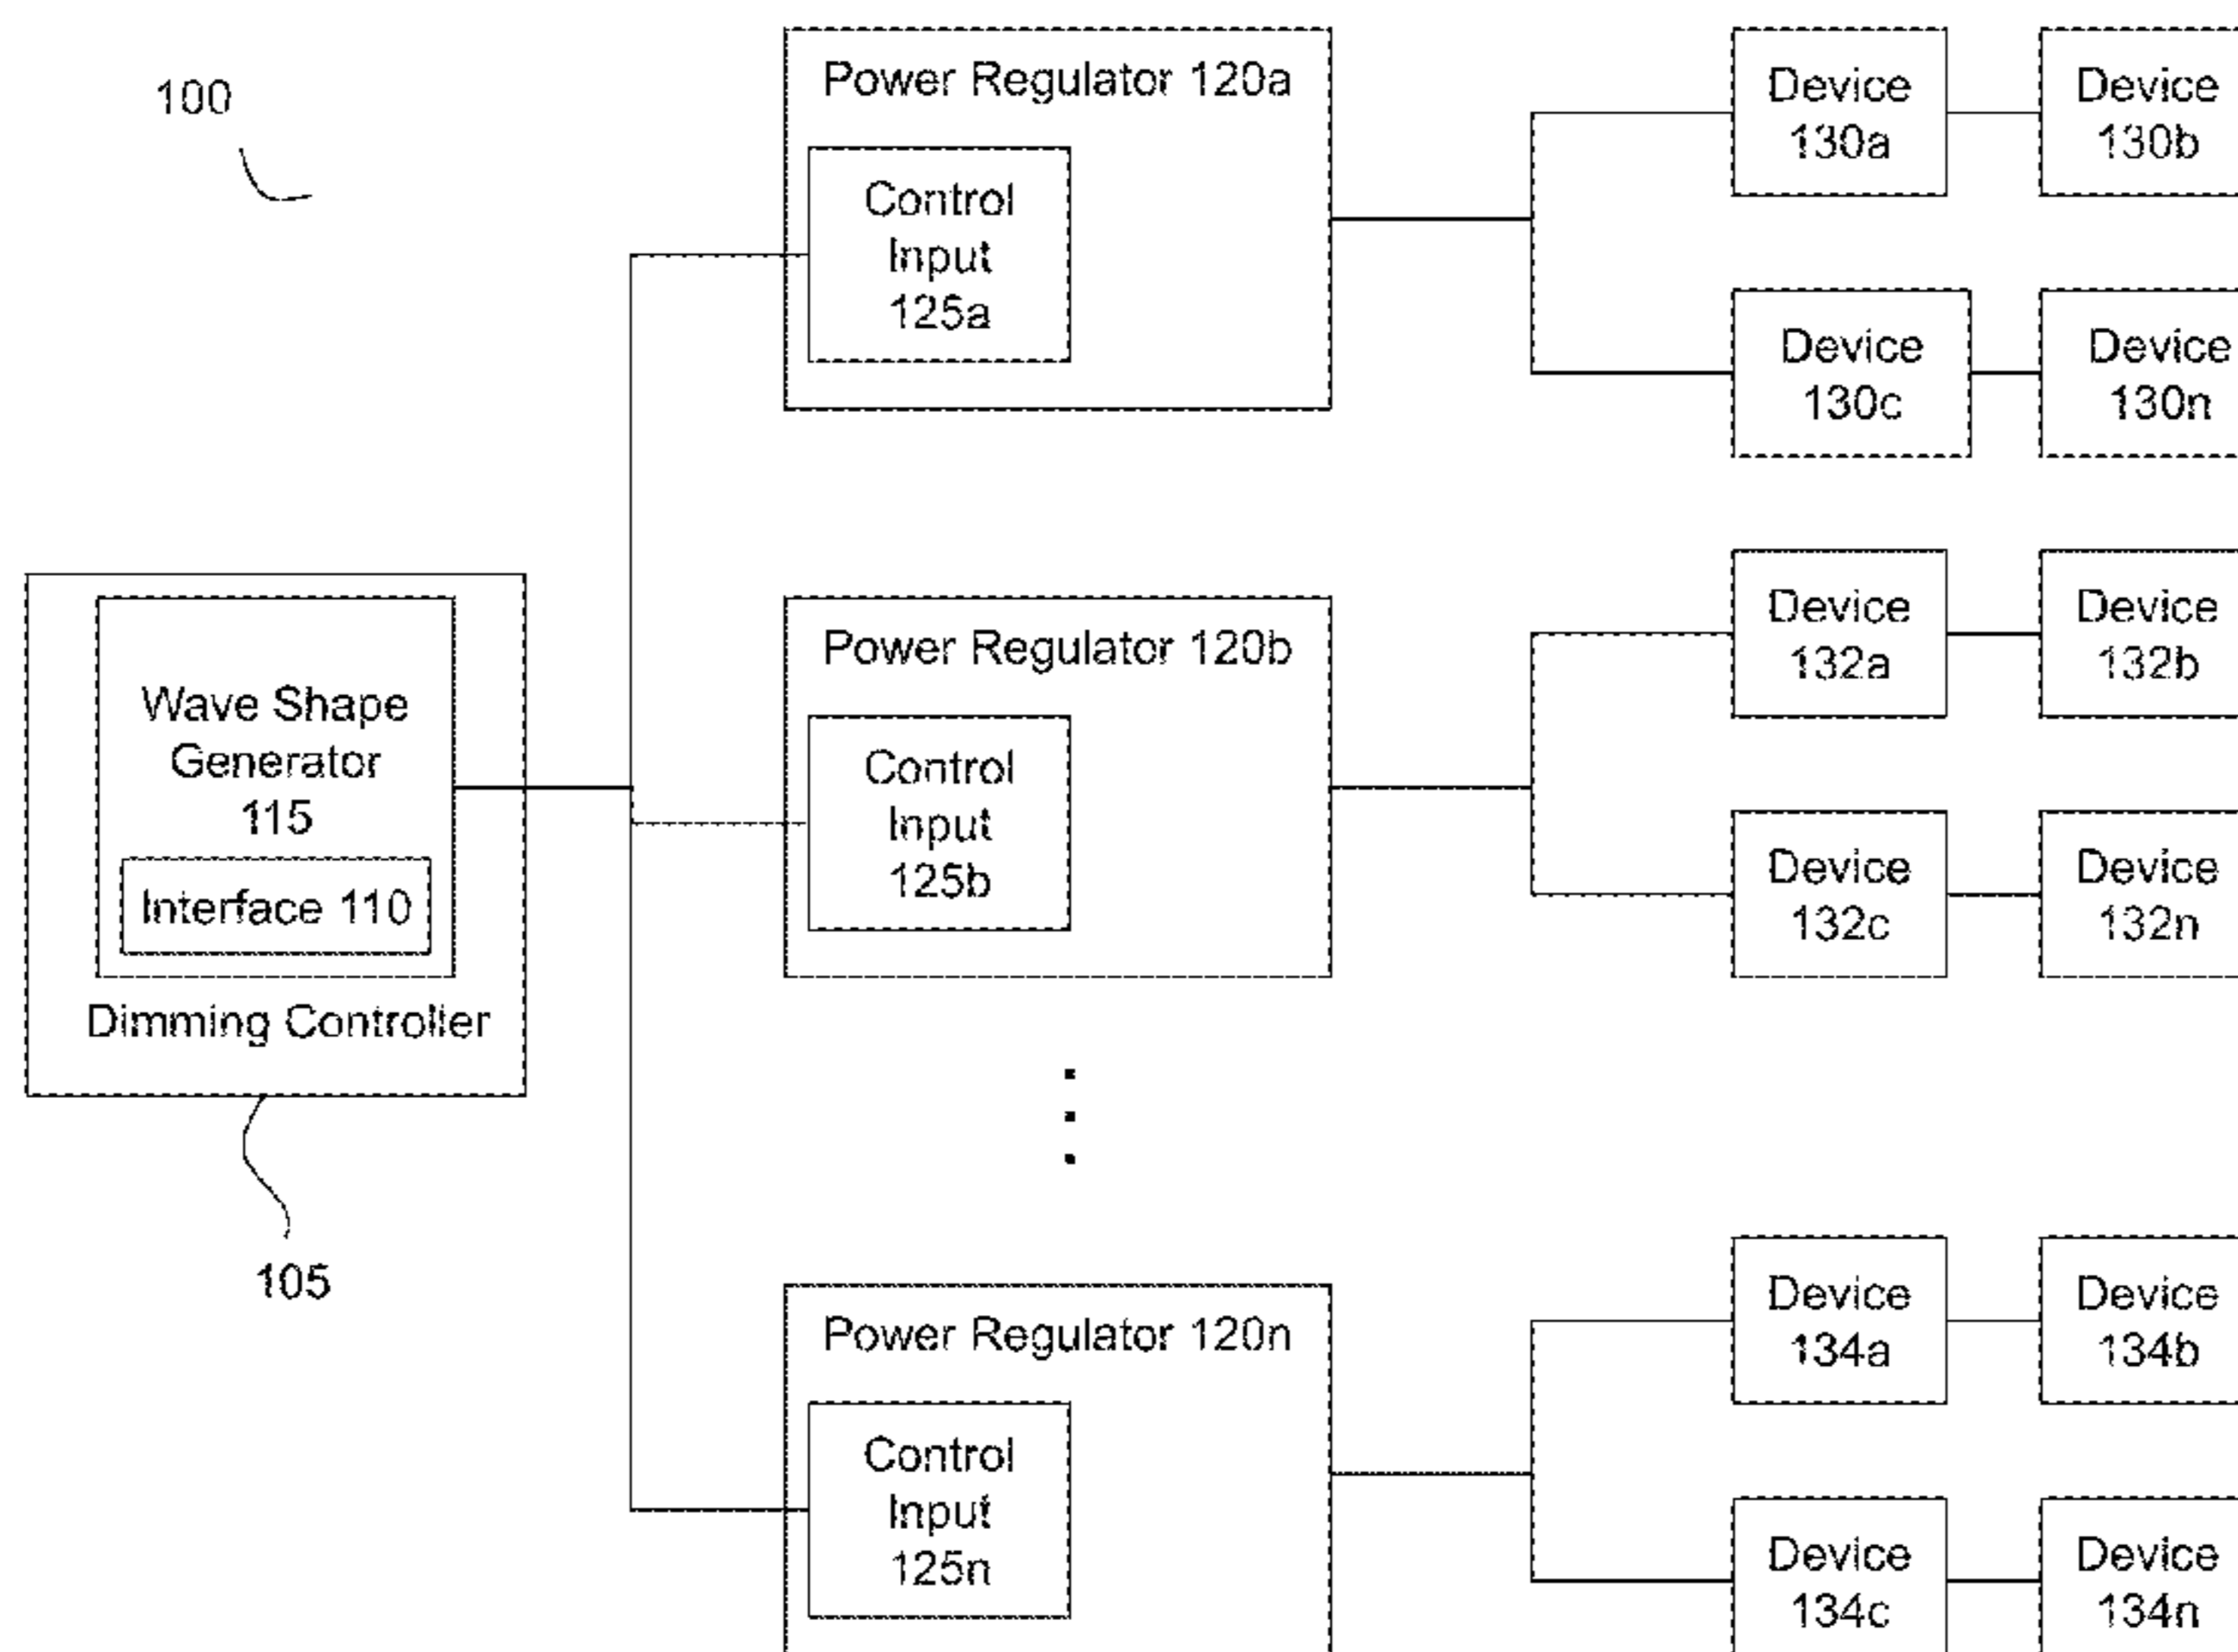 100
Power Regulator 120a
Control
Input
125a
Device
130a
Device
130b
Device
130c
Device
130n
Wave Shape
Generator
115
Interface 110
Dimming Controller
105
Power Regulator 120b
Control
Input
125b
Device
132a
Device
132b
Device
132c
Device
132n
Power Regulator 120n
Control
Input
125n
Device
134a
Device
134b
Device
134c
Device
134n